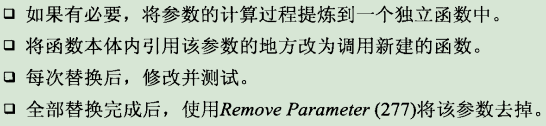 ❑ 如果有必要，将参数的计算过程提炼到一个独立函数中。
❑ 将函数本体内引用该参数的地方改为调用新建的函数。
❑ 每次替换后，修改并测试。
❑ 全部替换完成后，使用Remove Parameter (277)将该参数去掉。